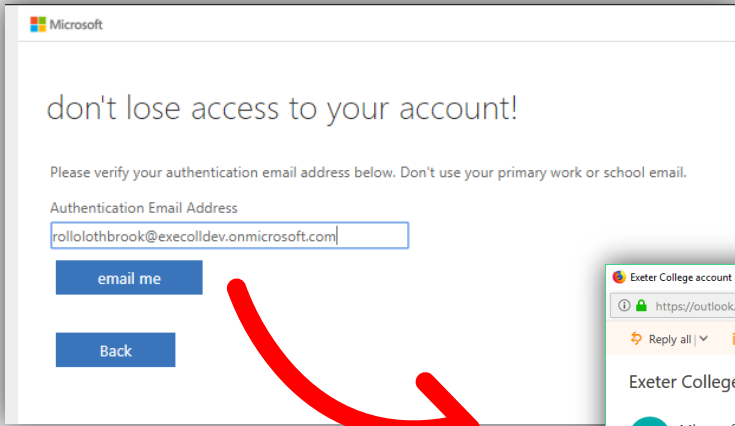 Microsoft
don't lose access to your account!
Please verify your authentication email address below. Don't use your primary work or school email.
Authentication Email Address
rollolothbrook@execolldev.onmicrosoft.com
email me
Back
Exeter College account
https://outlook.
Reply all
Exeter College